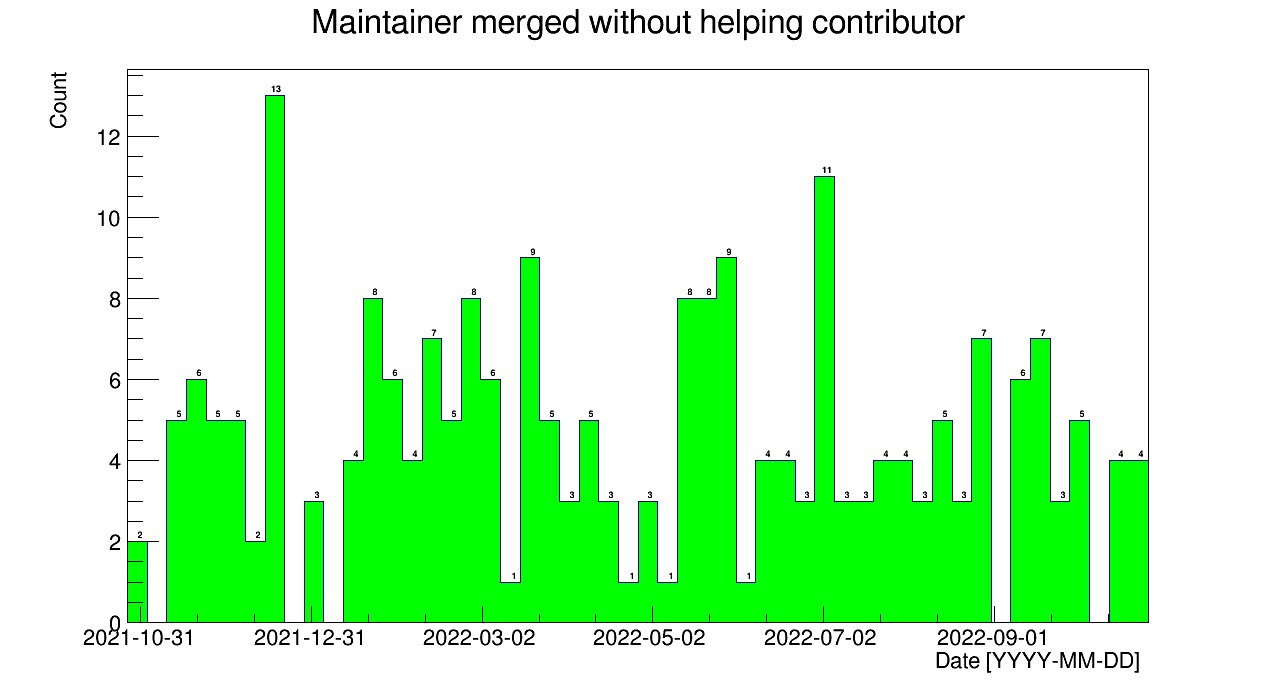 Maintainer merged without helping contributor
Count
12
10
8
6
4
2
0
2 5 6 5 5 2 13 3 4 8 6 4 7 5 8 6 1 9 5 3 5 3 1 3 1 8 8 9 1 4 4 3 11 3 3 4 4 3 5 3 7 6 7 3 5 4 4
2021-10-31 2021-12-31 2022-03-02 2022-05-02 2022-07-02 2022-09-01
Date [YYYY-MM-DD]